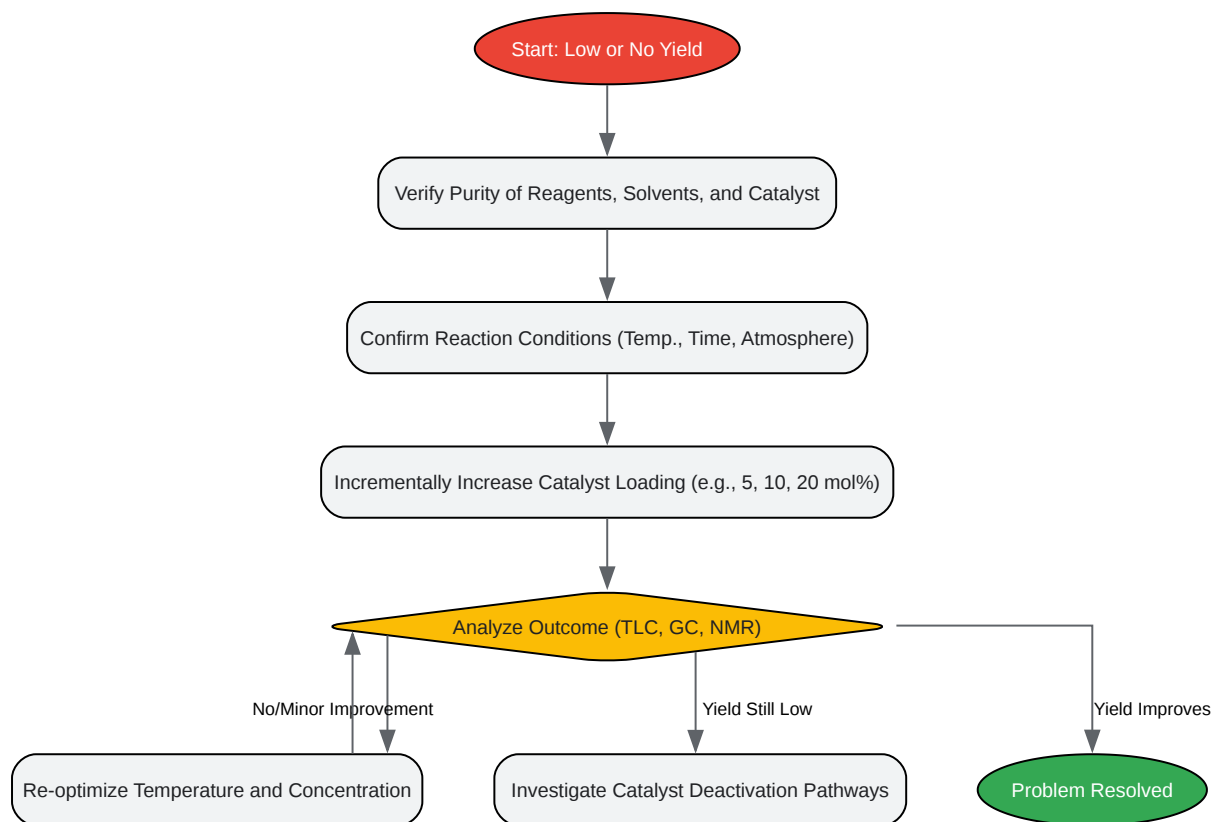 Start: Low or No Yield
Verify Purity of Reagents, Solvents, and Catalyst
Confirm Reaction Conditions (Temp., Time, Atmosphere)
Incrementally Increase Catalyst Loading (e.g., 5, 10, 20 mol%)
Analyze Outcome (TLC, GC, NMR)
No/Minor Improvement
Yield Still Low
Yield Improves
Re-optimize Temperature and Concentration
Investigate Catalyst Deactivation Pathways
Problem Resolved